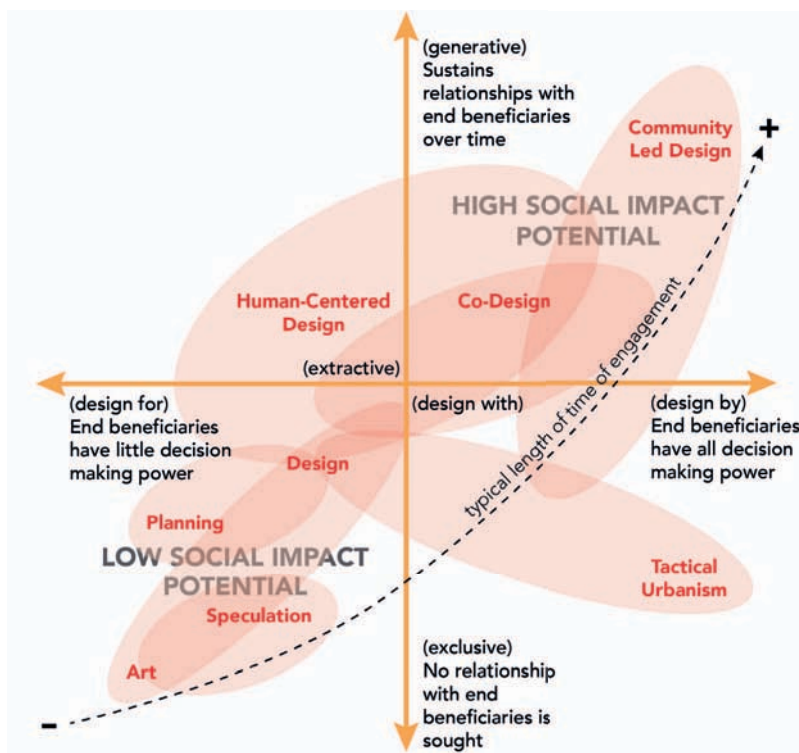 (generative)
Sustains
relationships with
end beneficiaries
over time
Community
Led Design
+
HIGH SOCIAL IMPACT
POTENTIAL
Human-Centered
Design
Co-Design
(extractive)
(design for)
End beneficiaries
have little decision
making power
(design with)
(design by)
End beneficiaries
have all decision
making power
typical length of time of engagement
Design
Planning
LOW SOCIAL IMPACT
POTENTIAL
Speculation
Art
Tactical
Urbanism
(exclusive)
No relationship
with end
beneficiaries is
sought
-